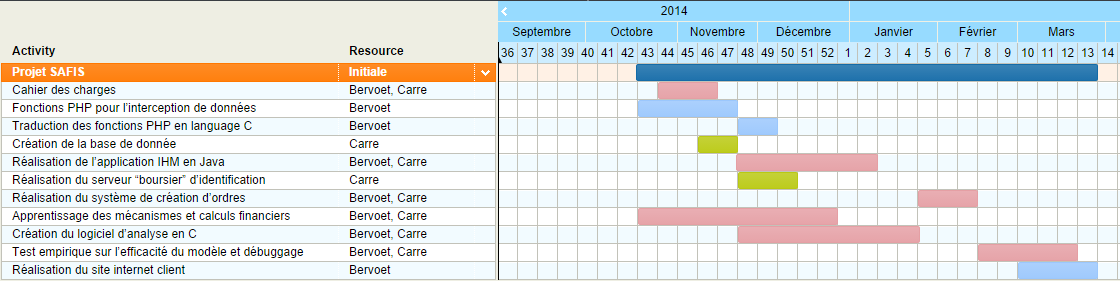 2014
Septembre Octobre Novembre Décembre Janvier Février Mars
Activity Resource 36 37 38 39 40 41 42 43 44 45 46 47 48 49 50 51 52 1 2 3 4 5 6 7 8 9 10 11 12 13 14
Projet SAFIS Initiale
Cahier des charges Bervoet, Carre
Fonctions PHP pour l'interception de données Bervoet
Traduction des fonctions PHP en language C Bervoet
Création de la base de donnée Carre
Réalisation de l'application IHM en Java Bervoet, Carre
Réalisation du serveur “boursier” d'identification Carre
Réalisation du système de création d'ordres Bervoet, Carre
Apprentissage des mécanismes et calculs financiers Bervoet, Carre
Création du logiciel d'analyse en C Bervoet, Carre
Test empirique sur l'efficacité du modèle et débuggage Bervoet, Carre
Réalisation du site internet client Bervoet